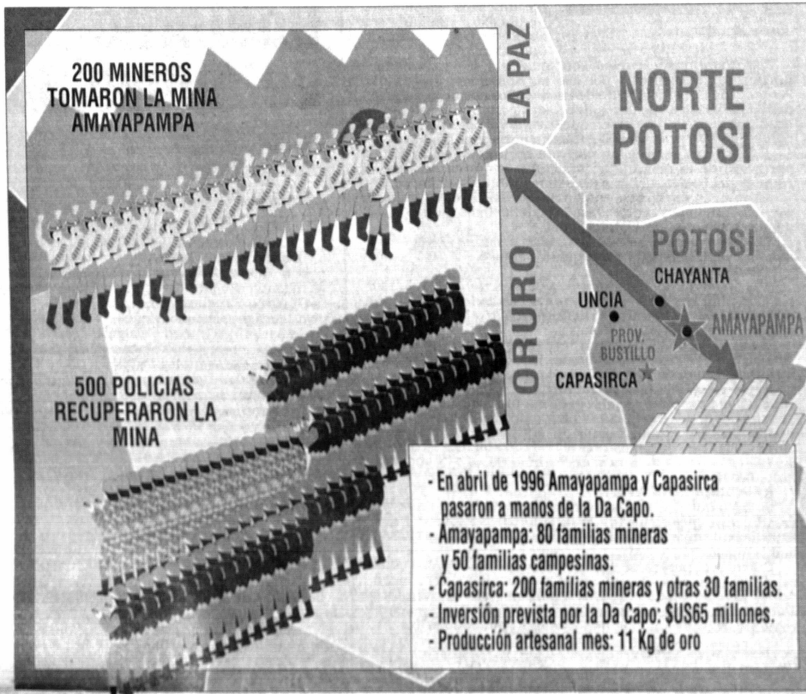 200 MINEROS
TOMARON LA MINA
AMAYAPAMPA
500 POLICIAS
RECUPERARON LA
MINA
LA PAZ
ORURO
NORTE
POTOSI
POTOSI
CHAYANTA
UNCIA
AMAYAPAMPA
PROV.
BUSTILLO
CAPASIRCA
- En abril de 1996 Amayapampa y Capasirca
pasaron a manos de la Da Capo.
- Amayapampa: 80 familias mineras
y 50 familias campesinas.
- Capasirca: 200 familias mineras y otras 30 familias.
- Inversión prevista por la Da Capo: $US65 millones.
- Producción artesanal mes: 11 Kg de oro